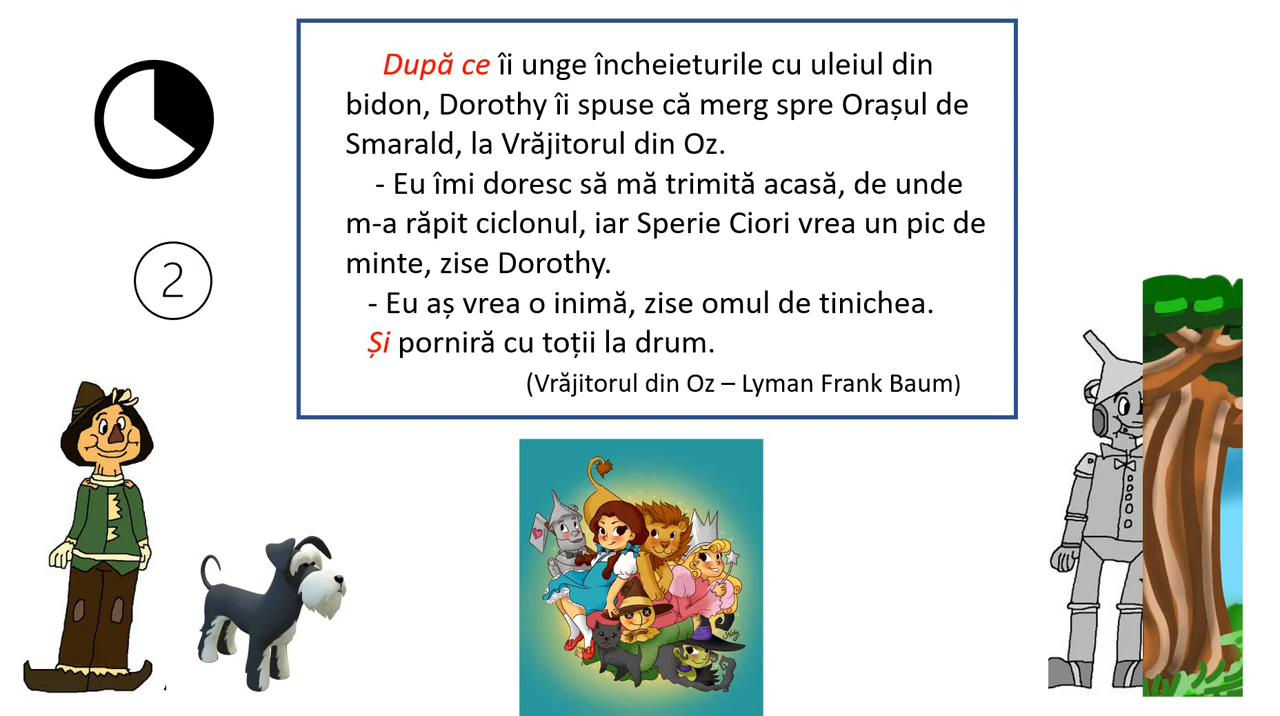 După ce îi unge încheieturile cu uleiul din
bidon, Dorothy îi spuse că merg spre Orașul de
Smarald, la Vrăjitorul din Oz.
- Eu îmi doresc să mă trimită acasă, de unde
m-a răpit ciclonul, iar Sperie Ciori vrea un pic de
minte, zise Dorothy.
- Eu aș vrea o inimă, zise omul de tinichea.
Și porniră cu toții la drum.
(Vrăjitorul din Oz – Lyman Frank Baum)
2